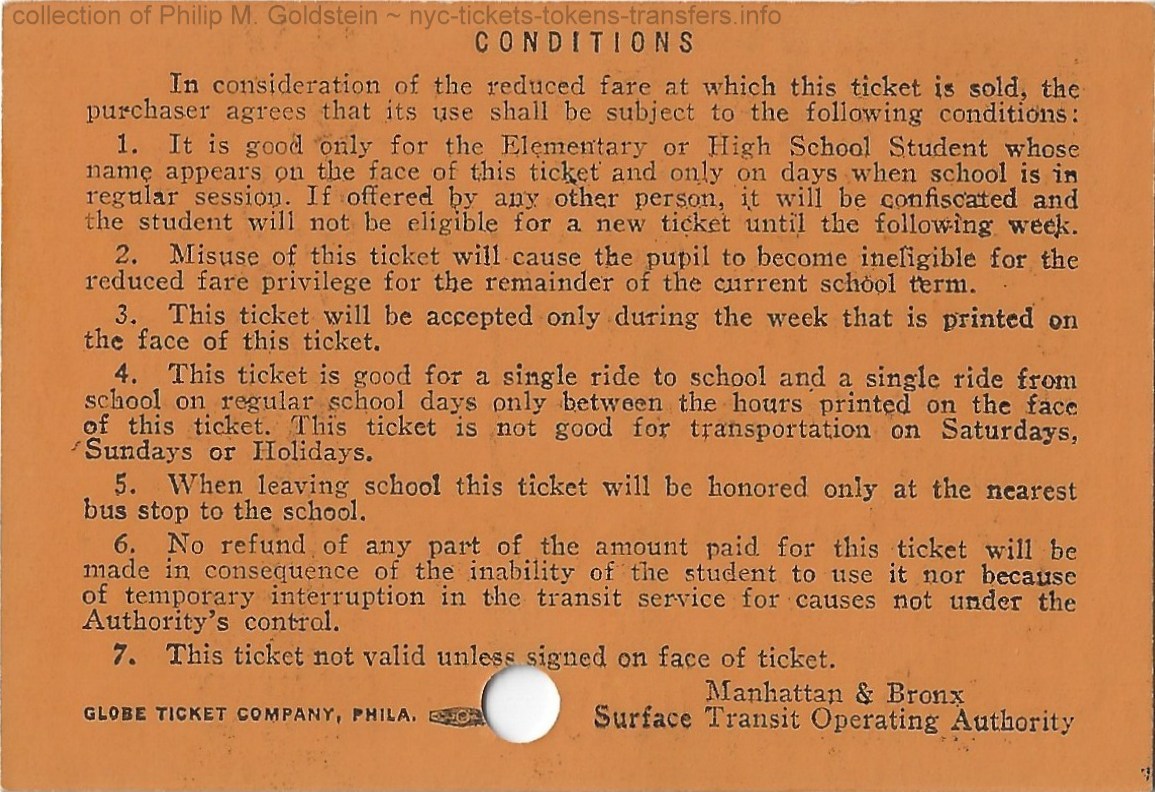 collection of Philip M. Goldstein ~ nyc-tickets-tokens-transfers.info
CONDITIONS
In consideration of the reduced fare at which this ticket is sold, the
purchaser agrees that its use shall be subject to the following conditions:
1. It is good only for the Elementary or High School Student whose
name appears on the face of this ticket and only on days when school is in
regular session. If offered by any other person, it will be confiscated and
the student will not be eligible for a new ticket until the following week.
2. Misuse of this ticket will cause the pupil to become ineligible for the
reduced fare privilege for the remainder of the current school term.
3. This ticket will be accepted only during the week that is printed on
the face of this ticket.
4. This ticket is good for a single ride to school and a single ride from
school on regular school days only between the hours printed on the face
of this ticket. This ticket is not good for transportation on Saturdays,
Sundays or Holidays.
5. When leaving school this ticket will be honored only at the nearest
bus stop to the school.
6. No refund of any part of the amount paid for this ticket will be
made in consequence of the inability of the student to use it nor because
of temporary interruption in the transit service for causes not under the
Authority's control.
7. This ticket not valid unless signed on face of ticket.
Manhattan & Bronx
GLOBE TICKET COMPANY, PHILA. Surface Transit Operating Authority